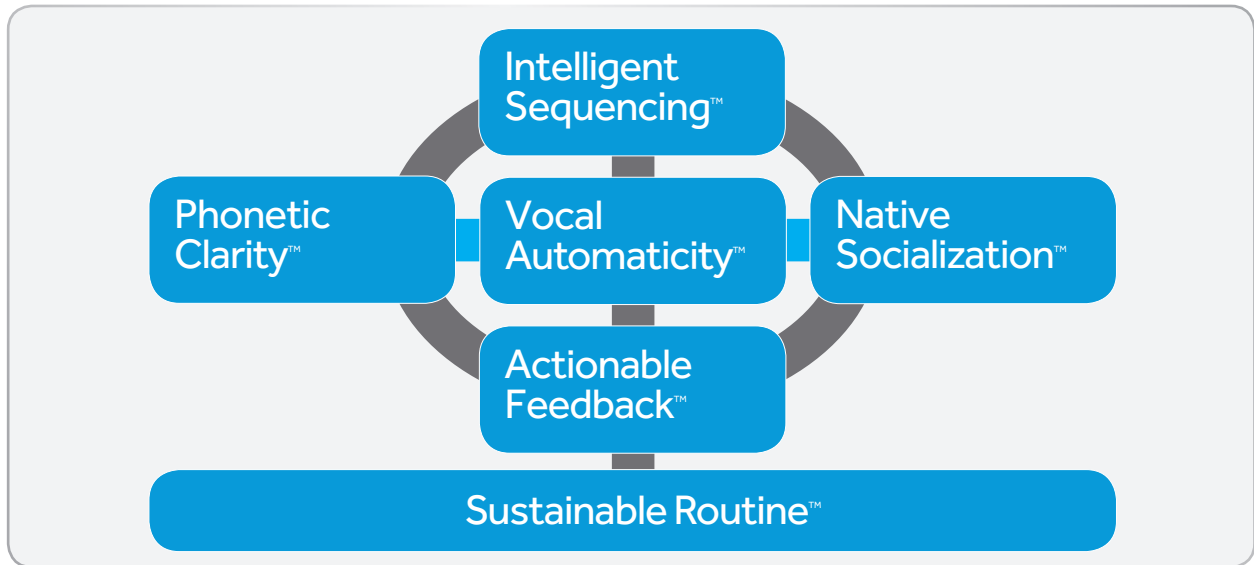 Intelligent
Sequencing™
Phonetic
Clarity™
Vocal
Automaticity™
Native
Socialization™
Actionable
Feedback™
Sustainable Routine™